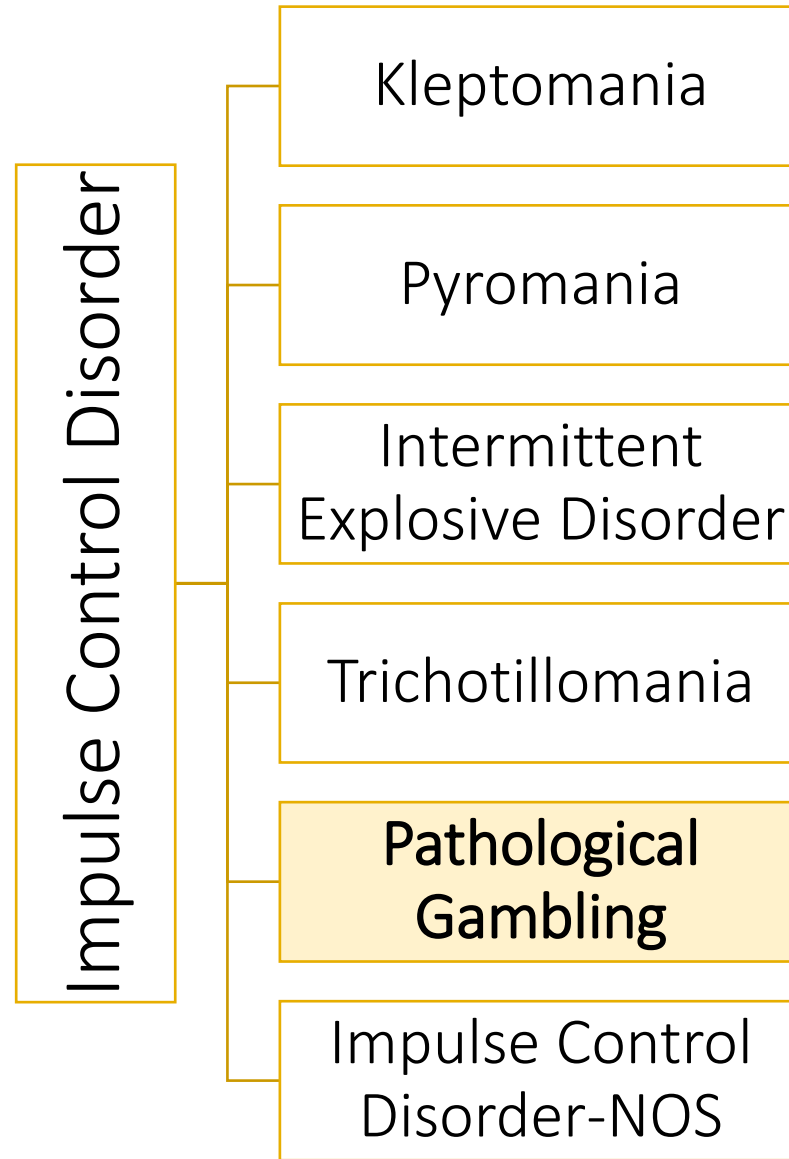 Impulse Control Disorder
Kleptomania
Pyromania
Intermittent
Explosive Disorder
Trichotillomania
Pathological
Gambling
Impulse Control
Disorder-NOS